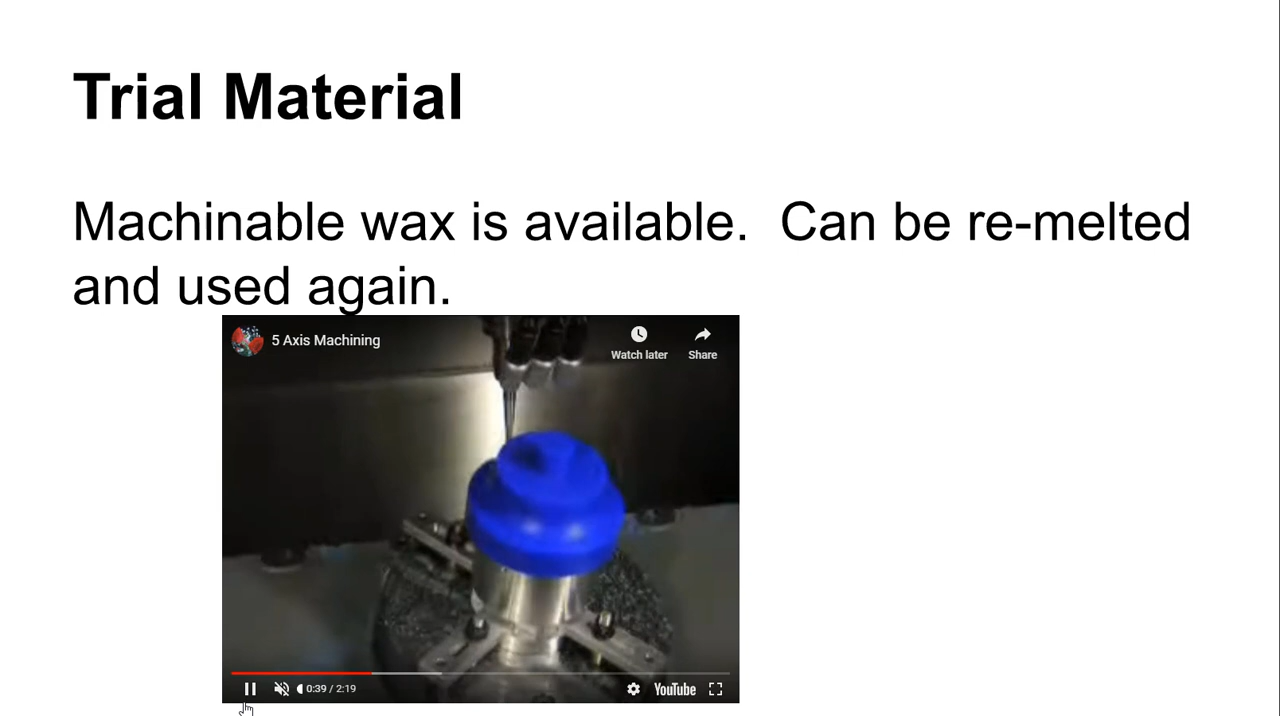 Trial Material
Machinable wax is available.  Can be re-melted
and used again.
5 Axis Machining
Watch later
Share
0:39 / 2:19
YouTube